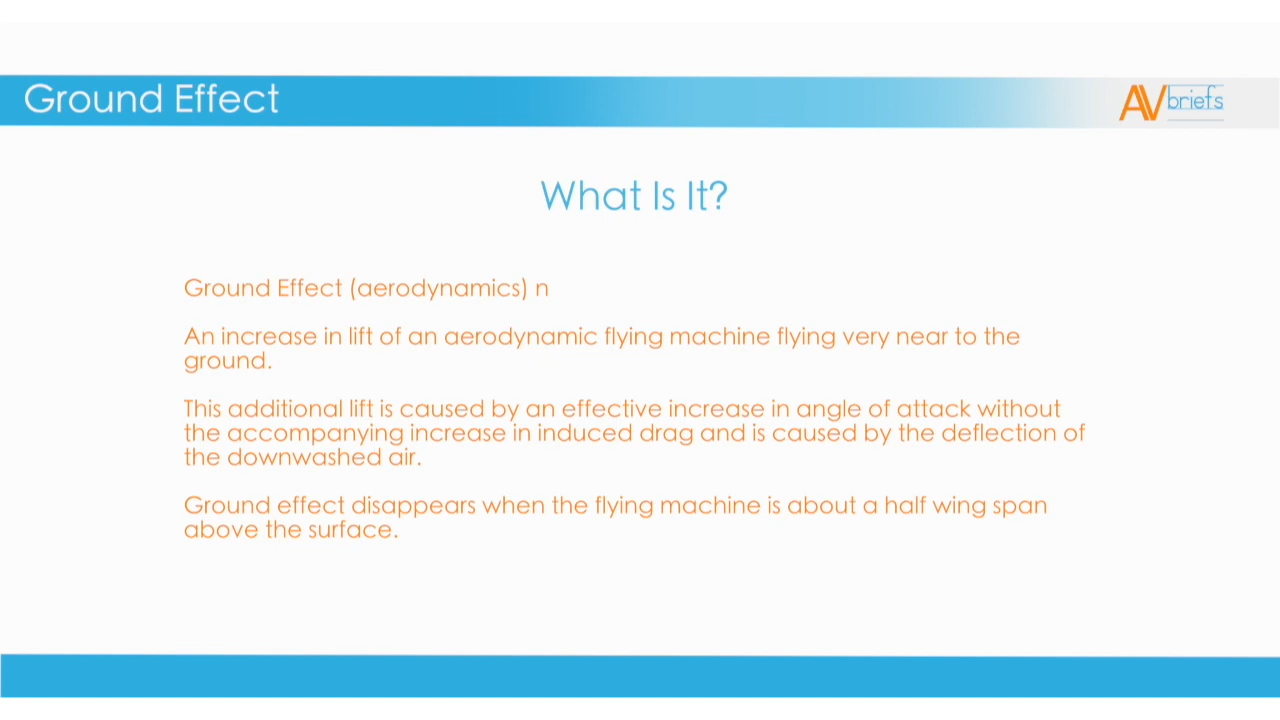 Ground Effect
AVbriefs
What Is It?
Ground Effect (aerodynamics) n
An increase in lift of an aerodynamic flying machine flying very near to the
ground.
This additional lift is caused by an effective increase in angle of attack without
the accompanying increase in induced drag and is caused by the deflection of
the downwashed air.
Ground effect disappears when the flying machine is about a half wing span
above the surface.